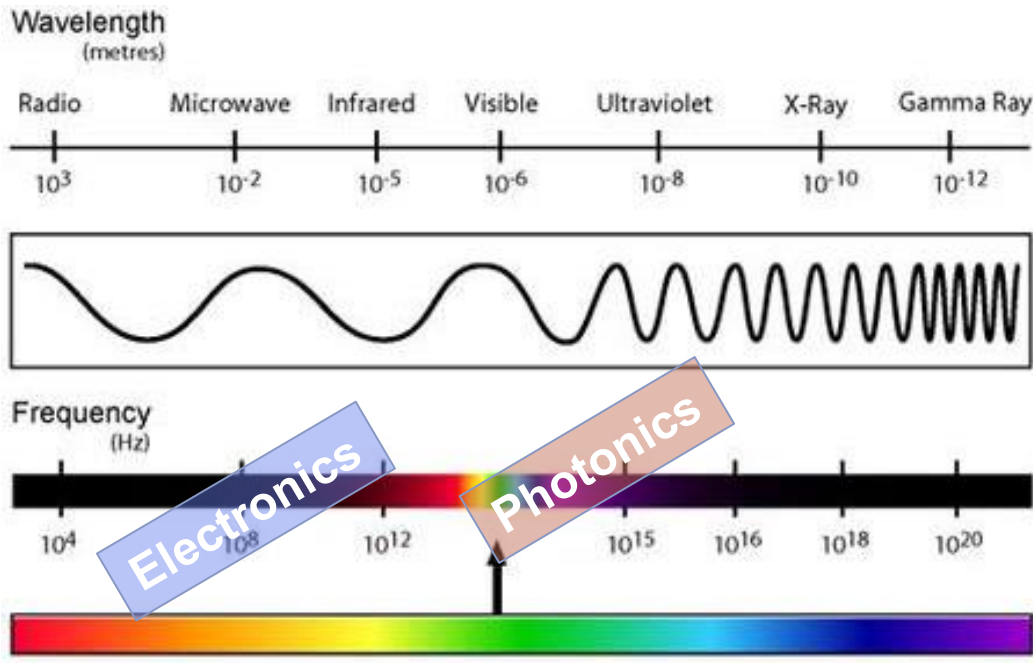 Wavelength
(metres)
Radio Microwave Infrared Visible Ultraviolet X-Ray Gamma Ray
10³ 10⁻² 10⁻⁵ 10⁻⁶ 10⁻⁸ 10⁻¹⁰ 10⁻¹²
Frequency
(Hz)
Electronics
Photonics
10⁴ 10⁸ 10¹² 10¹⁵ 10¹⁶ 10¹⁸ 10²⁰